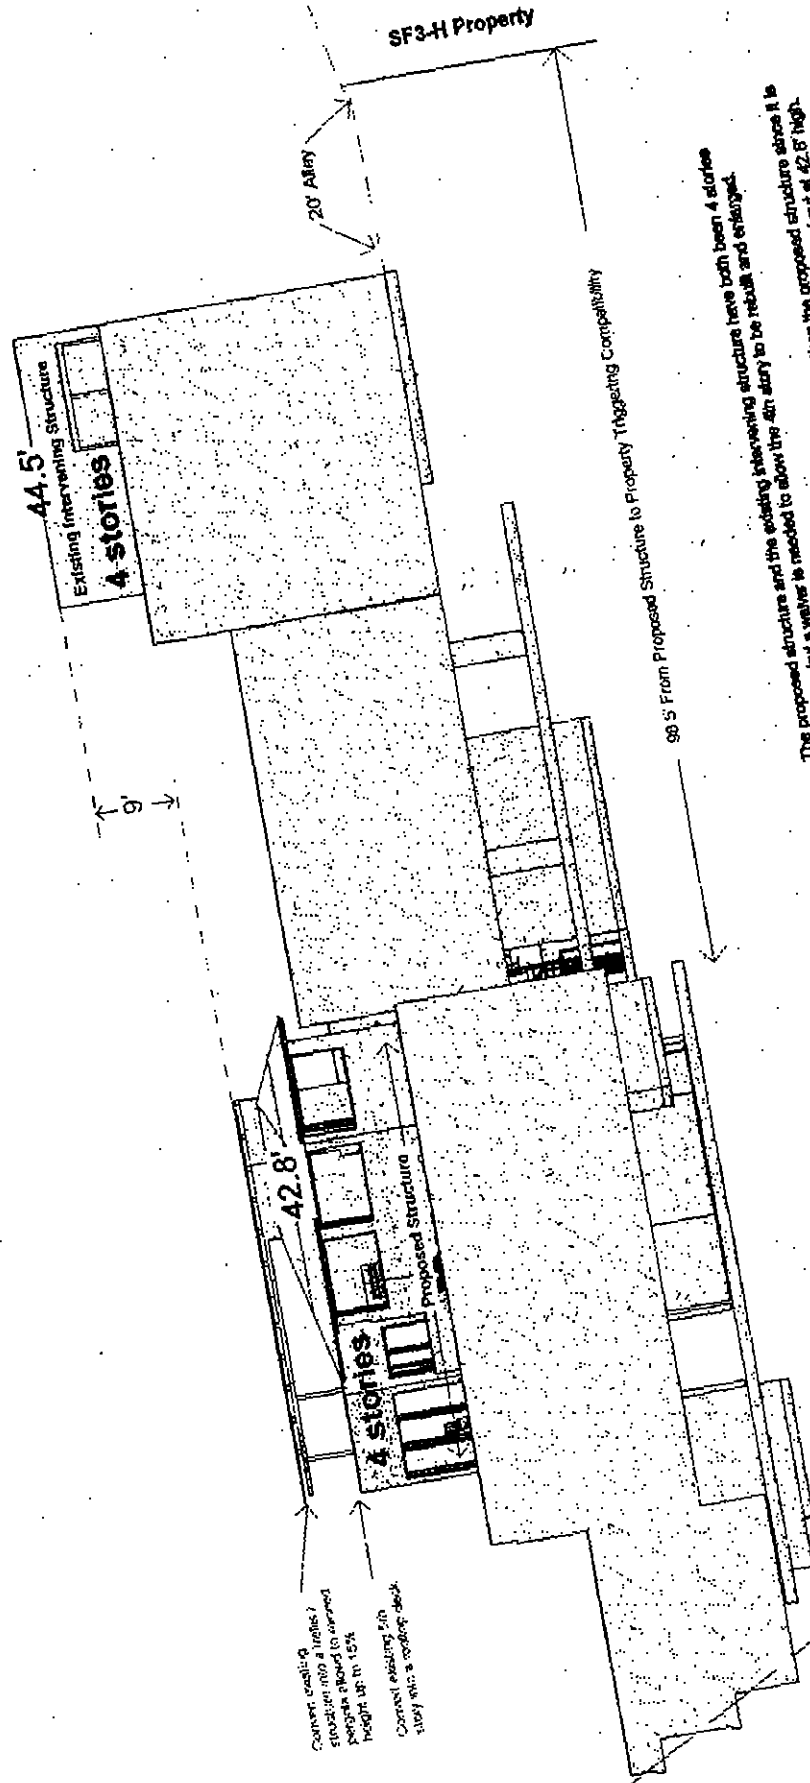 SF3-H Property
20' Alley
44.5'
Existing Intervening Structure
4 stories
9'
98.5' From Proposed Structure to Property Triggering Compatibility
42.8'
Proposed Structure
4 stories
Convert existing
structure into a trellis /
pergola allowed to exceed
height up to 15%
Convert existing 5th
story into a rooftop deck.
The proposed structure and the existing intervening structure have both been 4 stories
a waiver is needed to allow the 4th story to be rebuilt and enlarged.
the proposed structure since it is
at 42.8' high.